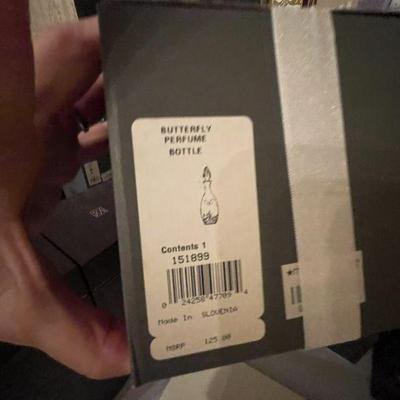 BUTTERFLY
PERFUME
BOTTLE
Contents 1
151899
0 24258 47709 4
Made In: SLOVENIA
MSRP 125.00